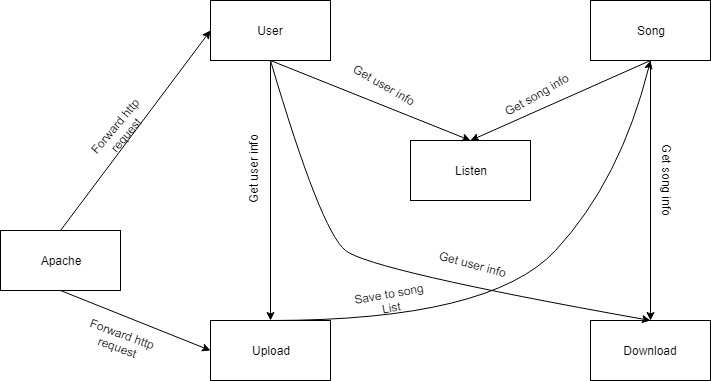 User
Song
Get user info
Get song info
Forward http
request
Get user info
Listen
Get song info
Apache
Get user info
Save to song
List
Forward http
request
Upload
Download